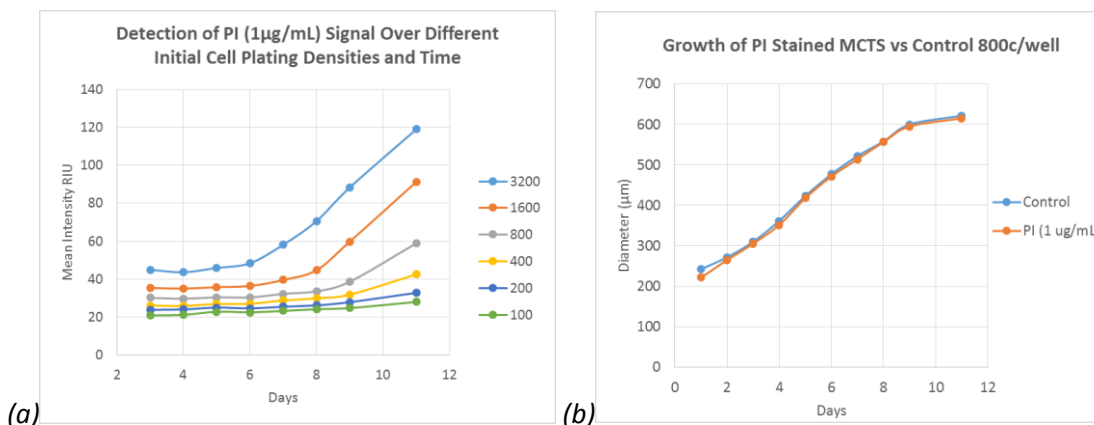 Detection of PI (1µg/mL) Signal Over Different
Initial Cell Plating Densities and Time
140
120
100
80
60
40
20
0
2 4 6 8 10 12
Days
Mean Intensity RIU
3200
1600
800
400
200
100
(a)
Growth of PI Stained MCTS vs Control 800c/well
700
600
500
400
300
200
100
0
0 2 4 6 8 10 12
Days
Diameter (µm)
Control
PI (1 ug/mL
(b)